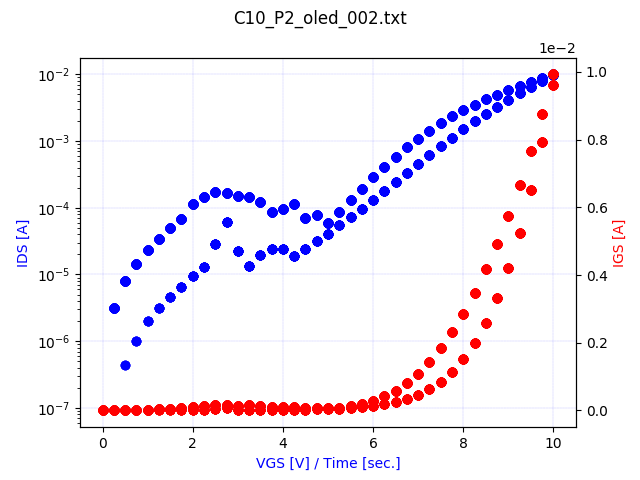 C10_P2_oled_002.txt
1e−2
10⁻²
10⁻³
10⁻⁴
10⁻⁵
10⁻⁶
10⁻⁷
IDS [A]
1.0
0.8
0.6
0.4
0.2
0.0
IGS [A]
0 2 4 6 8 10
VGS [V] / Time [sec.]